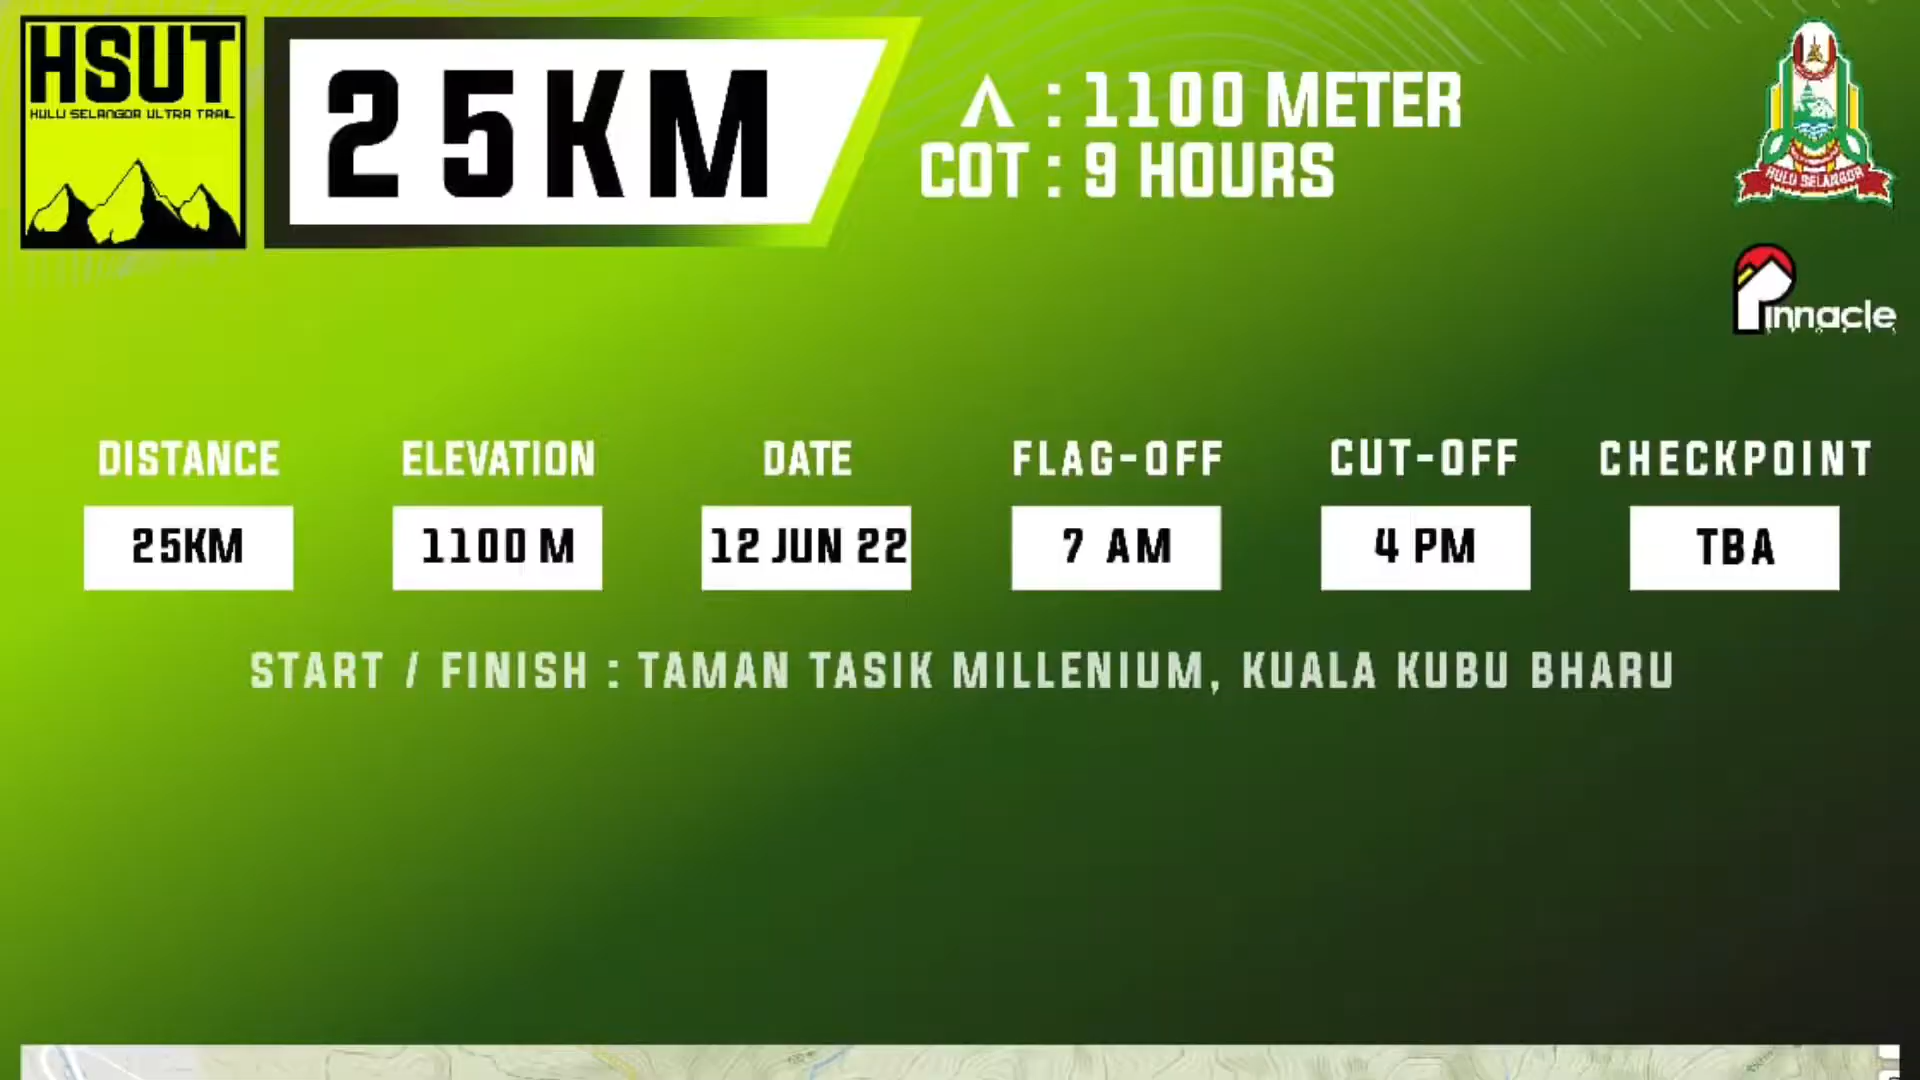 HSUT
HULU SELANGOR ULTRA TRAIL
25KM
: 1100 METER
COT : 9 HOURS
HULU SELANGOR
Pinnacle
DISTANCE ELEVATION DATE FLAG-OFF CUT-OFF CHECKPOINT
25KM 1100 M 12 JUN 22 7 AM 4 PM TBA
START / FINISH : TAMAN TASIK MILLENIUM, KUALA KUBU BHARU